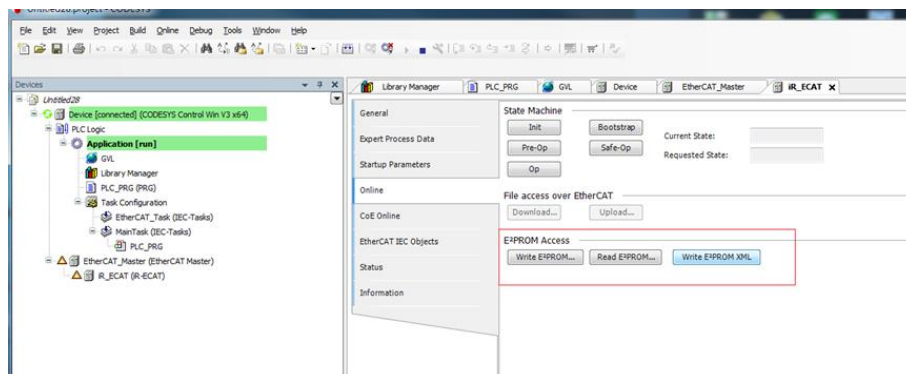 Untitled28.project - CODESYS
File Edit View Project Build Online Debug Tools Window Help
Devices
Untitled28
Device [connected] (CODESYS Control Win V3 x64)
PLC Logic
Application [run]
GVL
Library Manager
PLC_PRG (PRG)
Task Configuration
EtherCAT_Task (IEC-Tasks)
MainTask (IEC-Tasks)
PLC_PRG
EtherCAT_Master (EtherCAT Master)
iR_ECAT (iR-ECAT)
Library Manager PLC_PRG GVL Device EtherCAT_Master iR_ECAT
General
Expert Process Data
Startup Parameters
Online
CoE Online
EtherCAT IEC Objects
Status
Information
State Machine
Init Bootstrap
Current State:
Pre-Op Safe-Op
Requested State:
Op
File access over EtherCAT
Download... Upload...
E²PROM Access
Write E²PROM... Read E²PROM... Write E²PROM XML